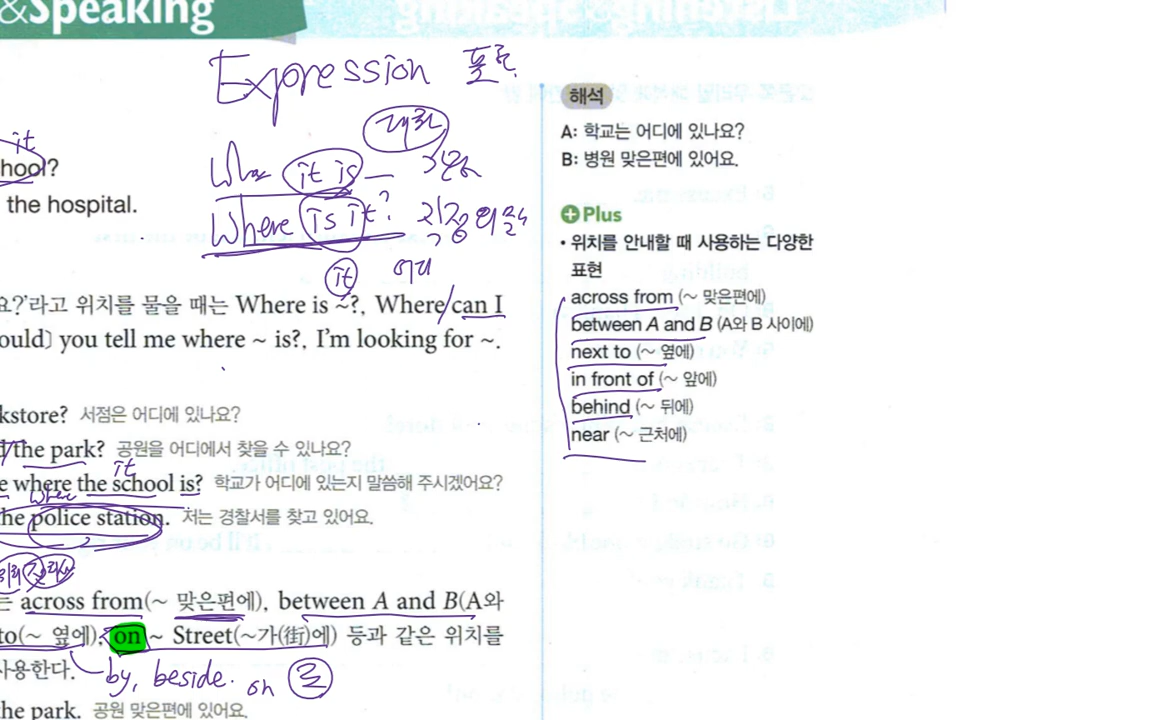 &Speaking
Expression 포로
it
hool?
the hospital.
Where it is
Where is it? 직장의문
it 어디
요?'라고 위치를 물을 때는 Where is ~?, Where can I
ould] you tell me where ~ is?, I'm looking for ~.
kstore? 서점은 어디에 있나요?
the park? 공원을 어디에서 찾을 수 있나요?
it
e where the school is? 학교가 어디에 있는지 말씀해 주시겠어요?
where
the police station. 저는 경찰서를 찾고 있어요.
는 across from(~ 맞은편에), between A and B(A와
to(~ 옆에), on ~ Street(~가(街)에) 등과 같은 위치를
사용한다.
by, beside. on 로
the park. 공원 맞은편에 있어요.
해석
A: 학교는 어디에 있나요?
B: 병원 맞은편에 있어요.
Plus
• 위치를 안내할 때 사용하는 다양한
표현
across from (~ 맞은편에)
between A and B (A와 B 사이에)
next to (~ 옆에)
in front of (~ 앞에)
behind (~ 뒤에)
near (~ 근처에)